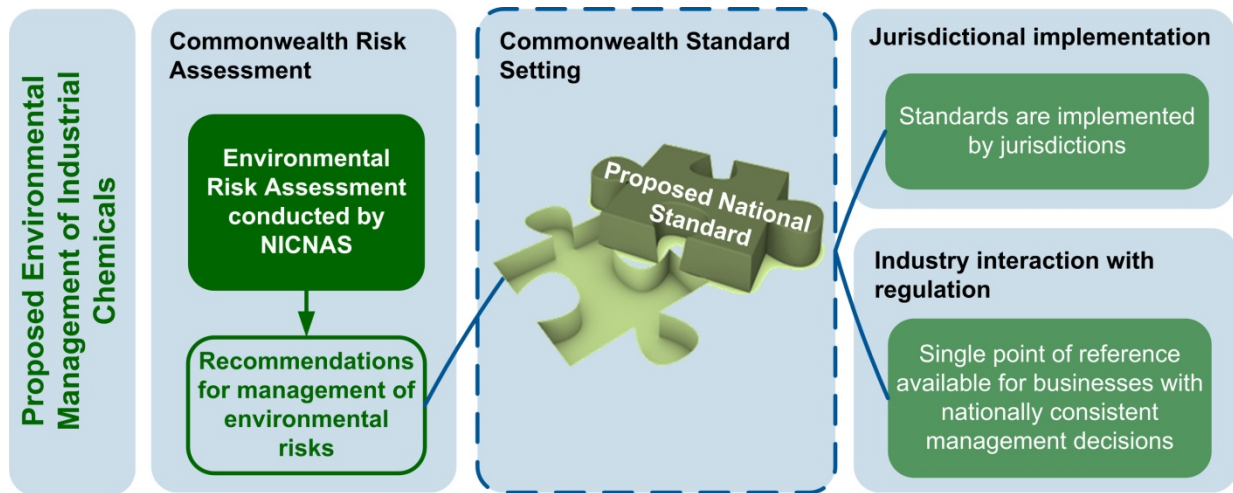 Proposed Environmental
Management of Industrial
Chemicals
Commonwealth Risk
Assessment
Environmental
Risk Assessment
conducted by
NICNAS
Recommendations
for management of
environmental
risks
Commonwealth Standard
Setting
Proposed National
Standard
Jurisdictional implementation
Standards are implemented
by jurisdictions
Industry interaction with
regulation
Single point of reference
available for businesses with
nationally consistent
management decisions